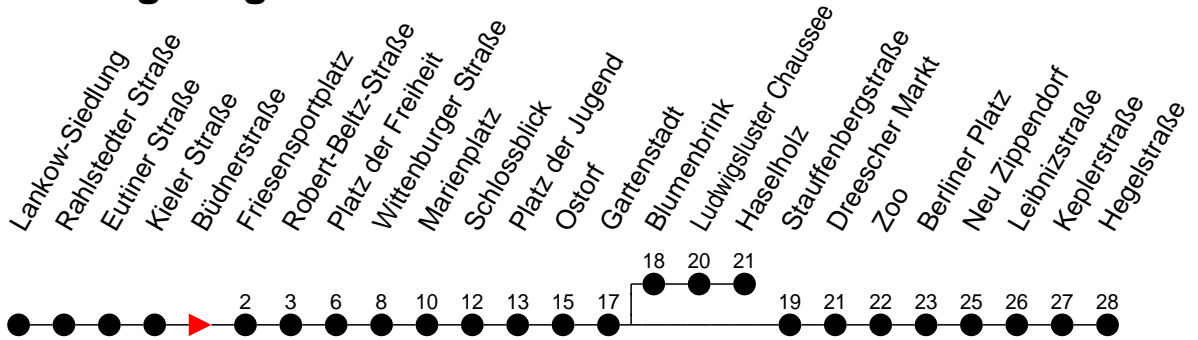 Lankow-Siedlung
Rahlstedter Straße
Eutiner Straße
Kieler Straße
Büdnerstraße
Friesensportplatz
Robert-Beltz-Straße
Platz der Freiheit
Wittenburger Straße
Marienplatz
Schlossblick
Platz der Jugend
Ostorf
Gartenstadt
Blumenbrink
Ludwigsluster Chaussee
Haselholz
Stauffenbergstraße
Dreescher Markt
Zoo
Berliner Platz
Neu Zippendorf
Leibnizstraße
Keplerstraße
Hegelstraße
18 20 21
2 3 6 8 10 12 13 15 17 19 21 22 23 25 26 27 28